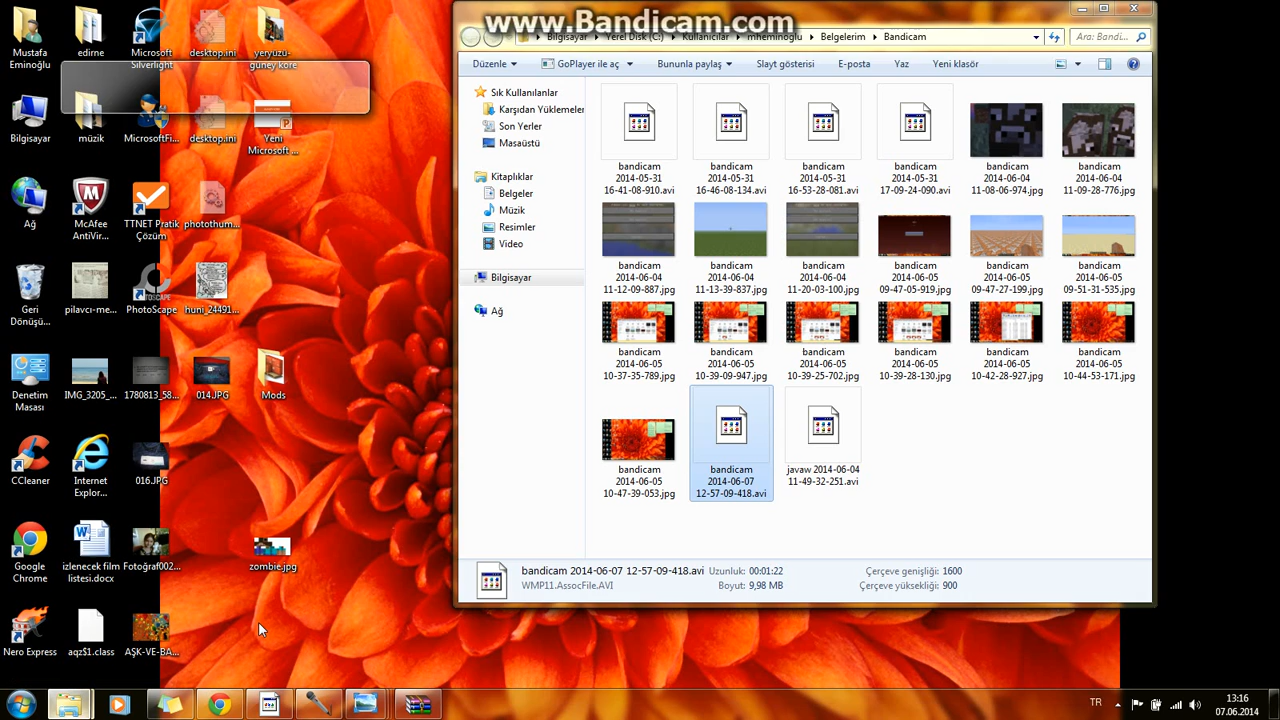 www.Bandicam.com
Mustafa
Eminoğlu
edirne
Microsoft
Silverlight
desktop.ini
yeryüzu-
güney kore
Bilgisayar
müzik
MicrosoftFi...
desktop.ini
Yeni
Microsoft ...
Ağ
McAfee
AntiVir...
TTNET Pratik
Çözüm
photothum...
Geri
Dönüşü...
pilavcı-me...
PhotoScape
huni_24491...
Denetim
Masası
IMG_3205_...
1780813_58...
014.JPG
Mods
CCleaner
Internet
Explor...
016.JPG
Google
Chrome
izlenecek film
listesi.docx
Fotoğraf002...
zombie.jpg
Nero Express
aqz$1.class
AŞK-VE-BA...
Bilgisayar
Yerel Disk (C:)
Kullanıcılar
mheminoglu
Belgelerim
Bandicam
Ara: Bandi...
Düzenle
GoPlayer ile aç
Bununla paylaş
Slayt gösterisi
E-posta
Yaz
Yeni klasör
Sık Kullanılanlar
Karşıdan Yüklemeler
Son Yerler
Masaüstü
Kitaplıklar
Belgeler
Müzik
Resimler
Video
Bilgisayar
Ağ
bandicam
2014-05-31
16-41-08-910.avi
bandicam
2014-05-31
16-46-08-134.avi
bandicam
2014-05-31
16-53-28-081.avi
bandicam
2014-05-31
17-09-24-090.avi
bandicam
2014-06-04
11-08-06-974.jpg
bandicam
2014-06-04
11-09-28-776.jpg
bandicam
2014-06-04
11-12-09-887.jpg
bandicam
2014-06-04
11-13-39-837.jpg
bandicam
2014-06-04
11-20-03-100.jpg
bandicam
2014-06-05
09-47-05-919.jpg
bandicam
2014-06-05
09-47-27-199.jpg
bandicam
2014-06-05
09-51-31-535.jpg
bandicam
2014-06-05
10-37-35-789.jpg
bandicam
2014-06-05
10-39-09-947.jpg
bandicam
2014-06-05
10-39-25-702.jpg
bandicam
2014-06-05
10-39-28-130.jpg
bandicam
2014-06-05
10-42-28-927.jpg
bandicam
2014-06-05
10-44-53-171.jpg
bandicam
2014-06-05
10-47-39-053.jpg
bandicam
2014-06-07
12-57-09-418.avi
javaw 2014-06-04
11-49-32-251.avi
bandicam 2014-06-07 12-57-09-418.avi Uzunluk: 00:01:22 Çerçeve genişliği: 1600
WMP11.AssocFile.AVI Boyut: 9,98 MB Çerçeve yüksekliği: 900
TR
13:16
07.06.2014